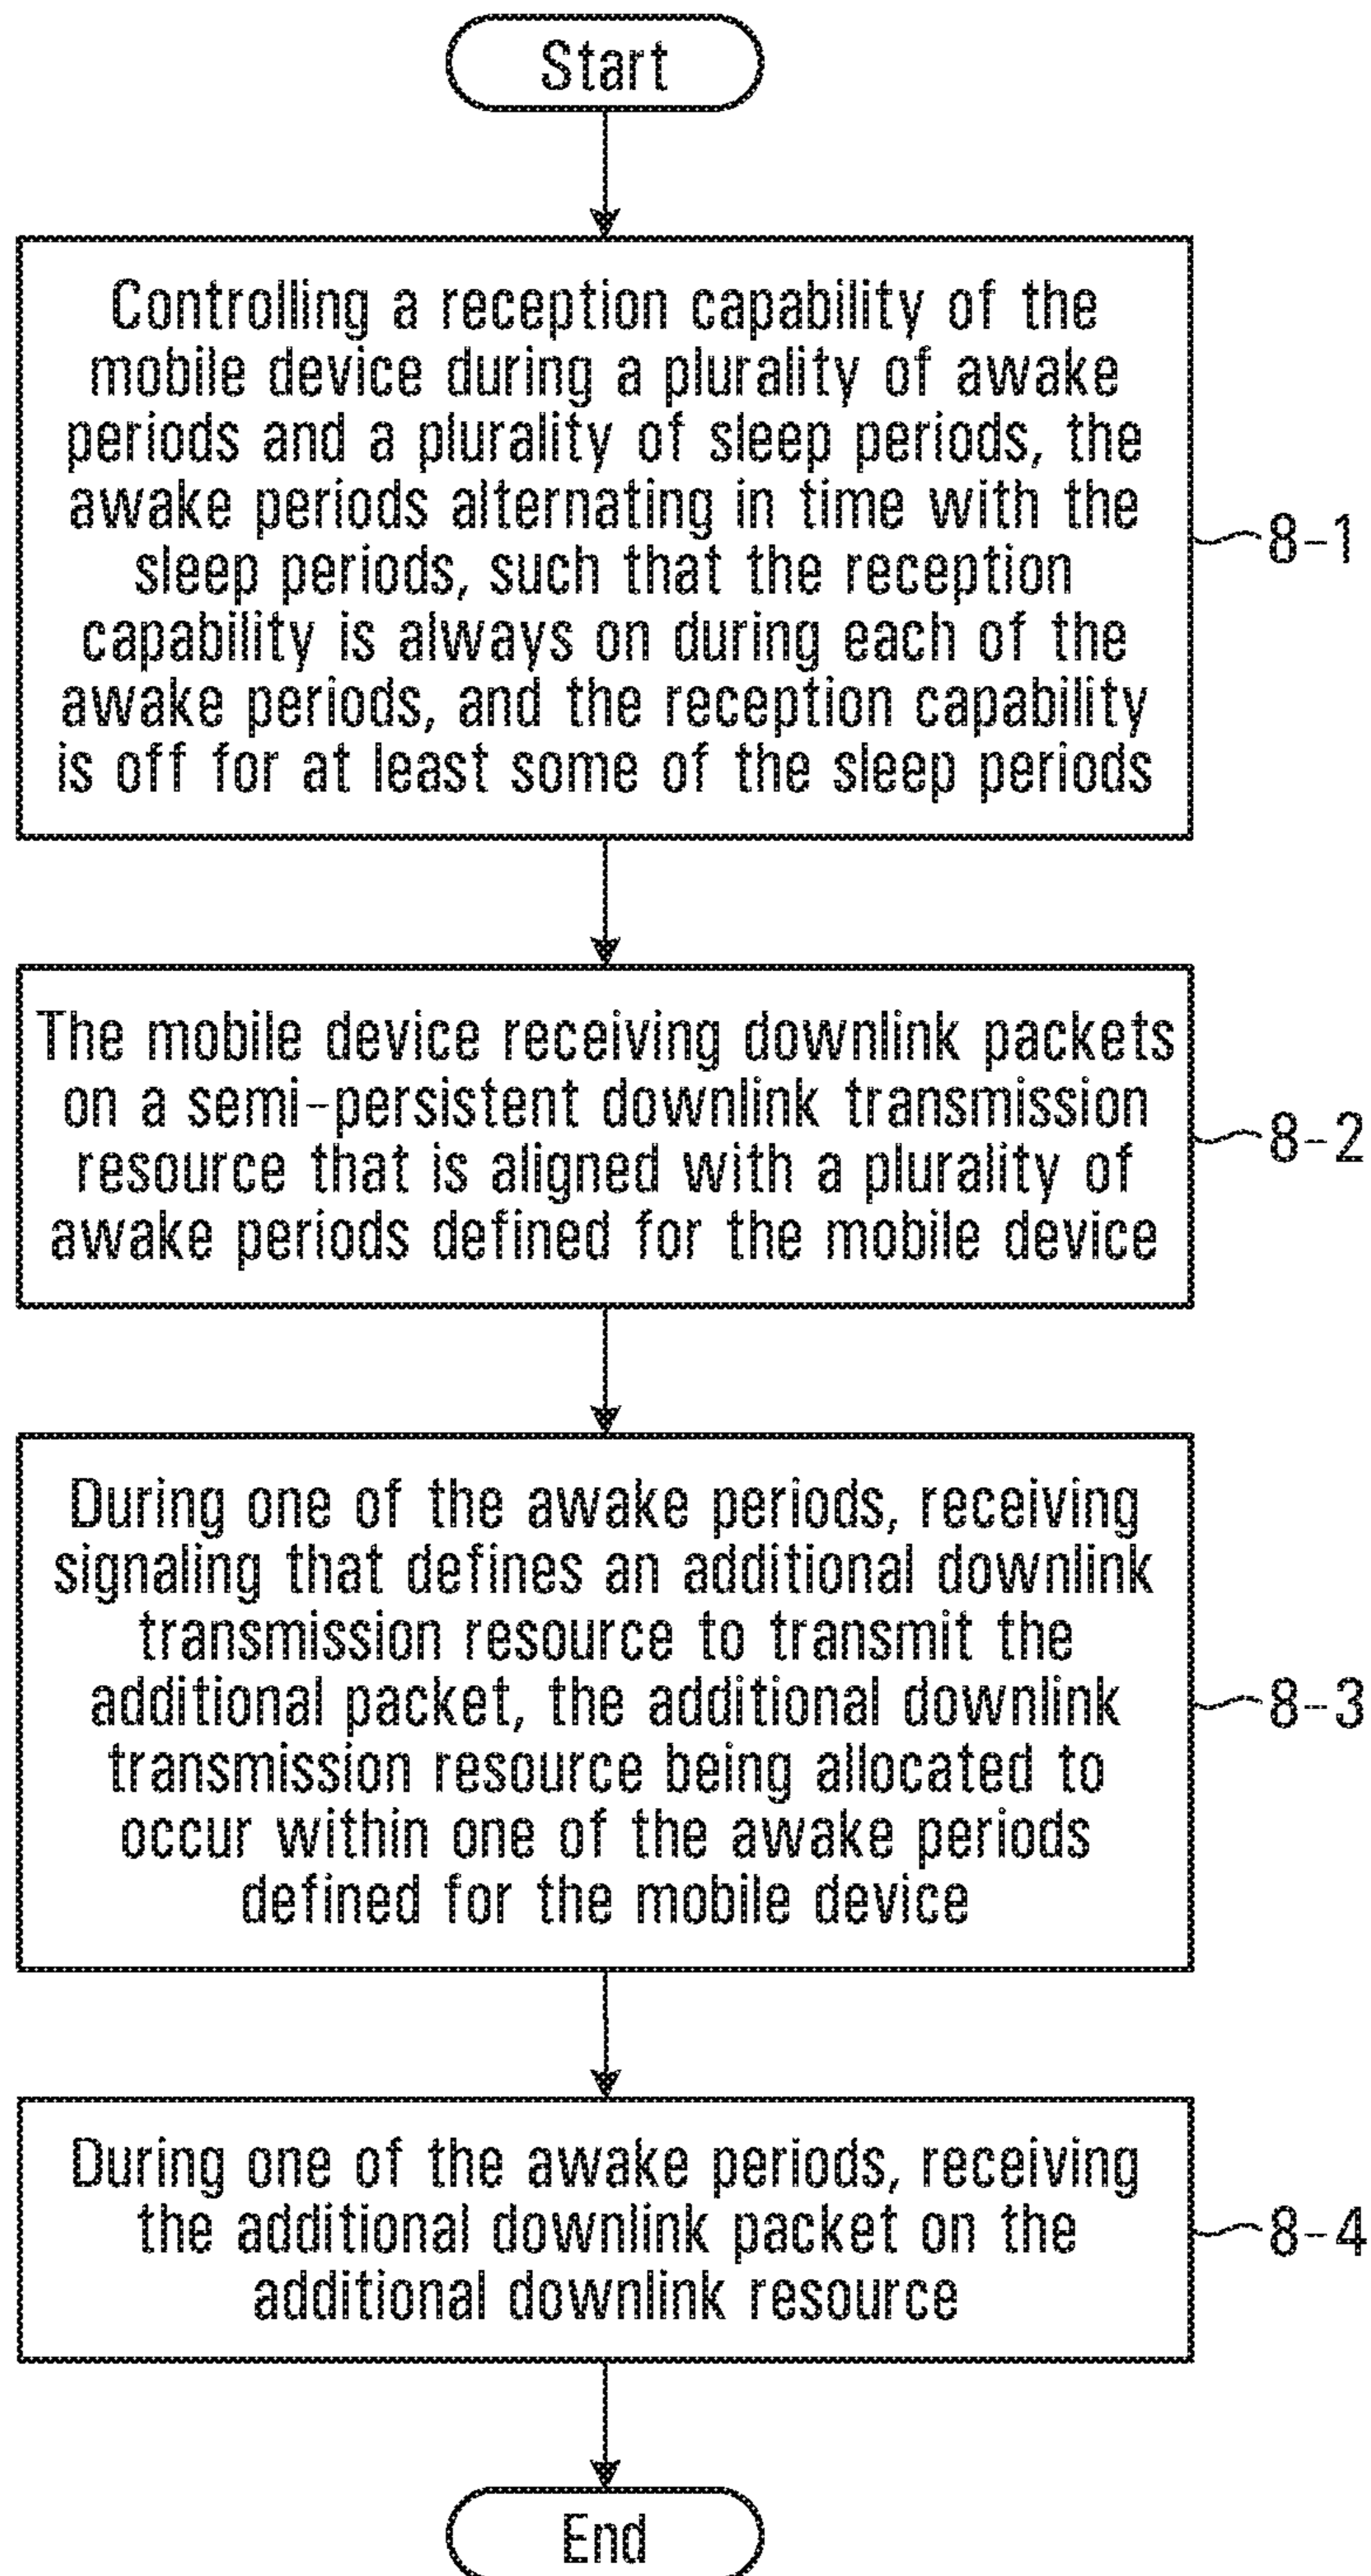 Start
Controlling a reception capability of the
mobile device during a plurality of awake
periods and a plurality of sleep periods, the
awake periods alternating in time with the
sleep periods, such that the reception
capability is always on during each of the
awake periods, and the reception capability
is off for at least some of the sleep periods
8-1
The mobile device receiving downlink packets
on a semi-persistent downlink transmission
resource that is aligned with a plurality of
awake periods defined for the mobile device
8-2
During one of the awake periods, receiving
signaling that defines an additional downlink
transmission resource to transmit the
additional packet, the additional downlink
transmission resource being allocated to
occur within one of the awake periods
defined for the mobile device
8-3
During one of the awake periods, receiving
the additional downlink packet on the
additional downlink resource
8-4
End